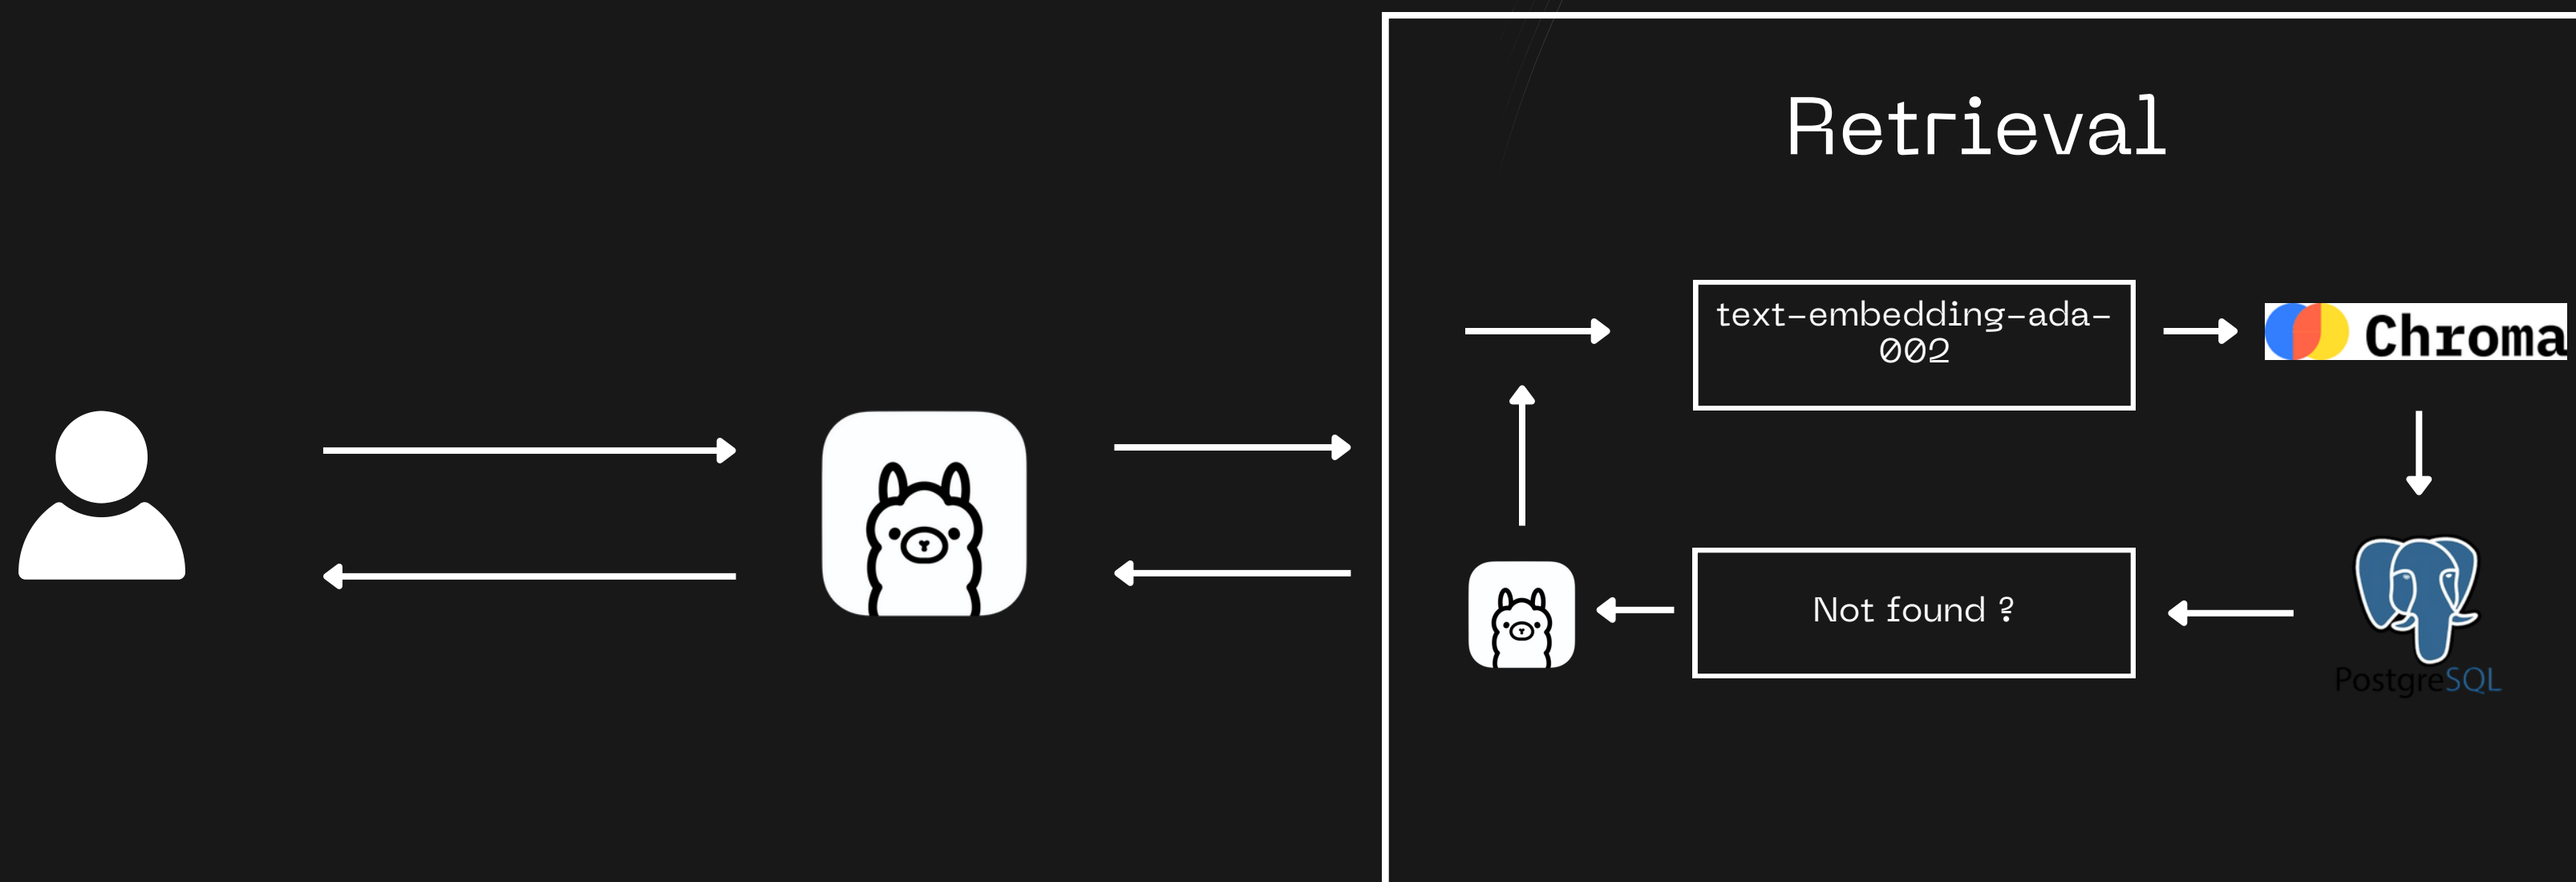 Retrieval
text-embedding-ada-
002
Chroma
Not found ?
PostgreSQL